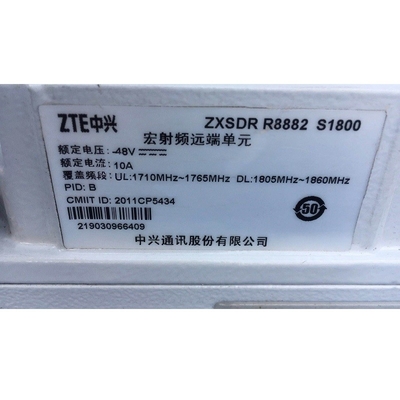 ZTE中兴 ZXSDR R8882 S1800
宏射频远端单元
额定电压: -48V
额定电流: 10A
覆盖频段: UL:1710MHz~1765MHz DL:1805MHz~1860MHz
PID: B
CMIIT ID: 2011CP5434
50
219030966409
中兴通讯股份有限公司